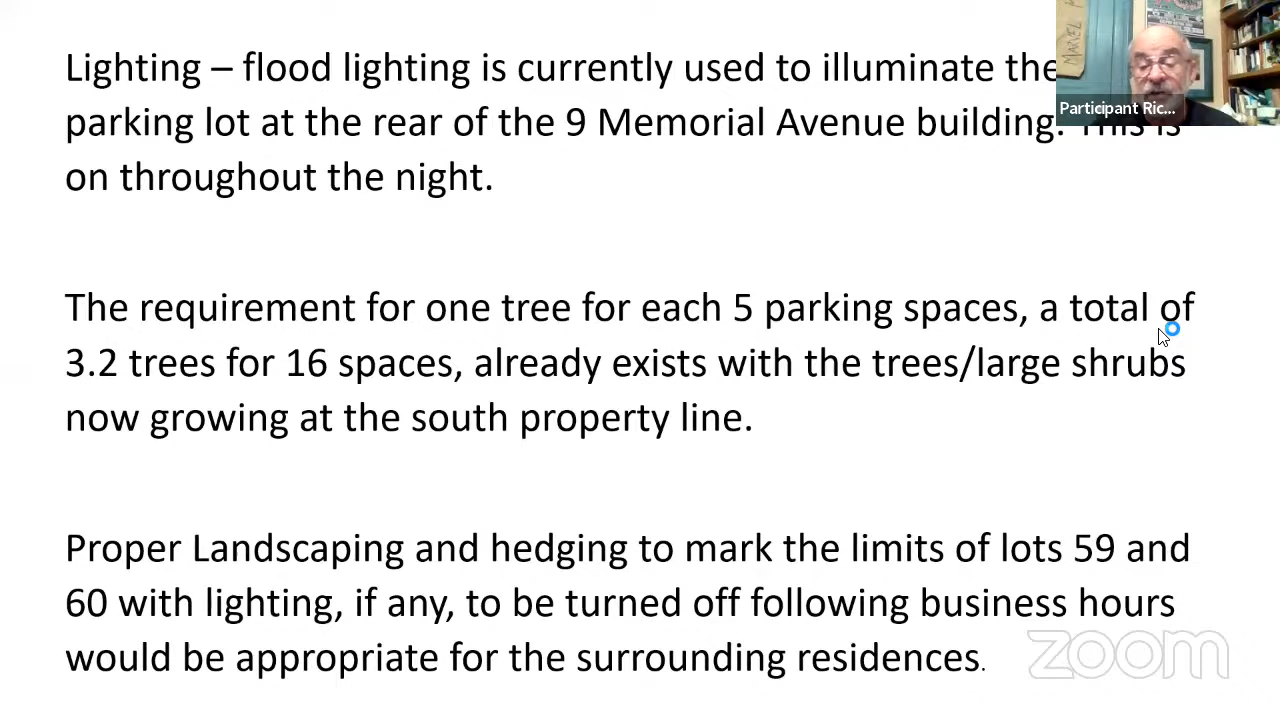 Lighting – flood lighting is currently used to illuminate the
parking lot at the rear of the 9 Memorial Avenue building. This is
on throughout the night.
The requirement for one tree for each 5 parking spaces, a total of
3.2 trees for 16 spaces, already exists with the trees/large shrubs
now growing at the south property line.
Proper Landscaping and hedging to mark the limits of lots 59 and
60 with lighting, if any, to be turned off following business hours
would be appropriate for the surrounding residences.
MARVEL
Participant Ric...
zoom